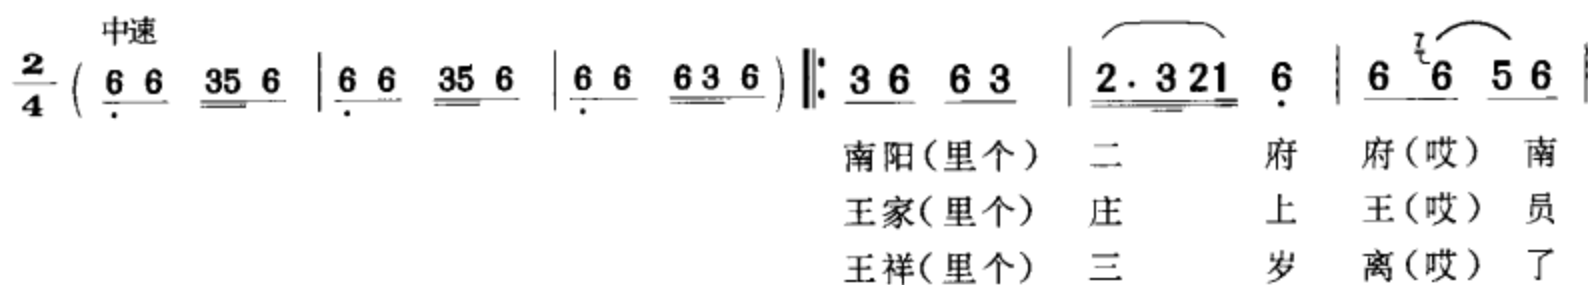 中速
2/4 ( 6 6 35 6 | 6 6 35 6 | 6 6 63 6 ) ‖: 3 6 6 3 | 2·321 6 | 6 7 6 5 6 |
南阳(里个) 二 府 府(哎) 南
王家(里个) 庄 上 王(哎) 员
王祥(里个) 三 岁 离(哎) 了